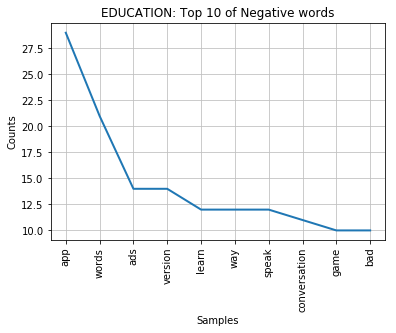 EDUCATION: Top 10 of Negative words
27.5
25.0
22.5
20.0
17.5
15.0
12.5
10.0
Counts
app
words
ads
version
learn
way
speak
conversation
game
bad
Samples